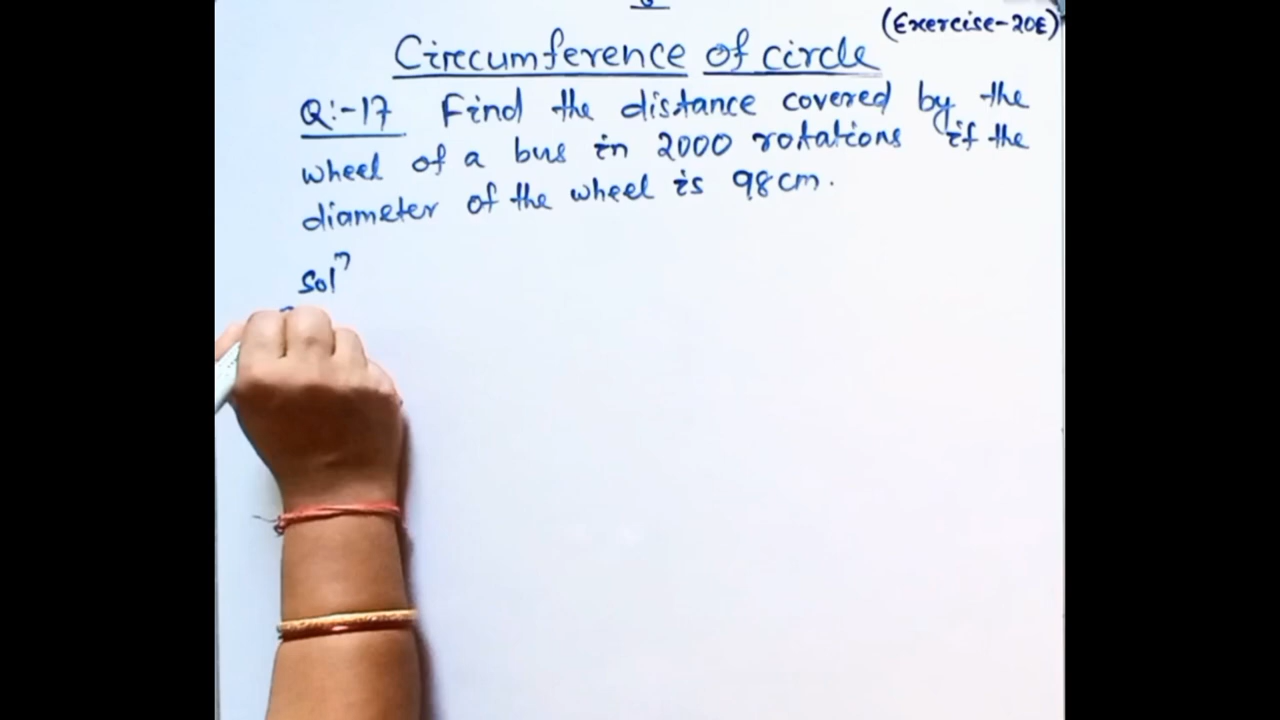 (Exercise-20E)
Circumference of circle
Q:-17 Find the distance covered by the
wheel of a bus in 2000 rotations if the
diameter of the wheel is 98cm.
Sol^n